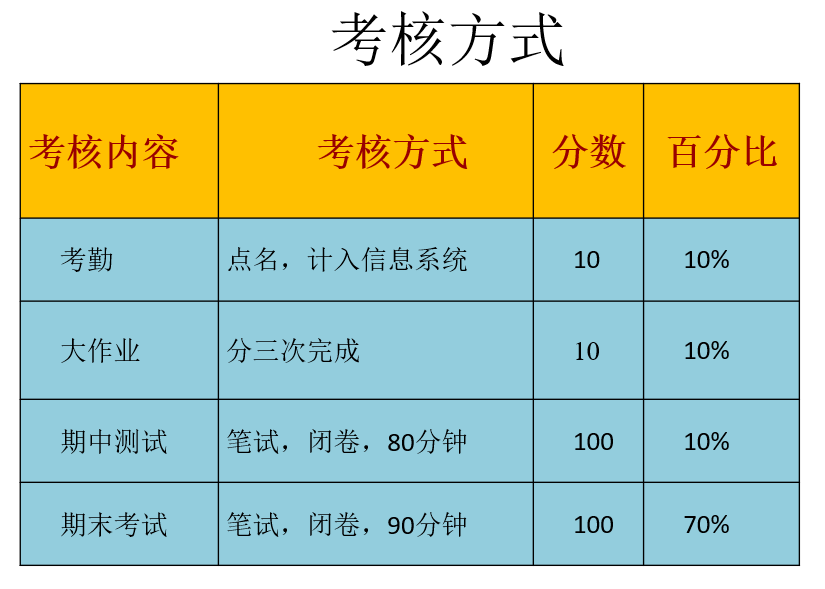 考核方式
考核内容 考核方式 分数 百分比
考勤 点名，计入信息系统 10 10%
大作业 分三次完成 10 10%
期中测试 笔试，闭卷，80分钟 100 10%
期末考试 笔试，闭卷，90分钟 100 70%